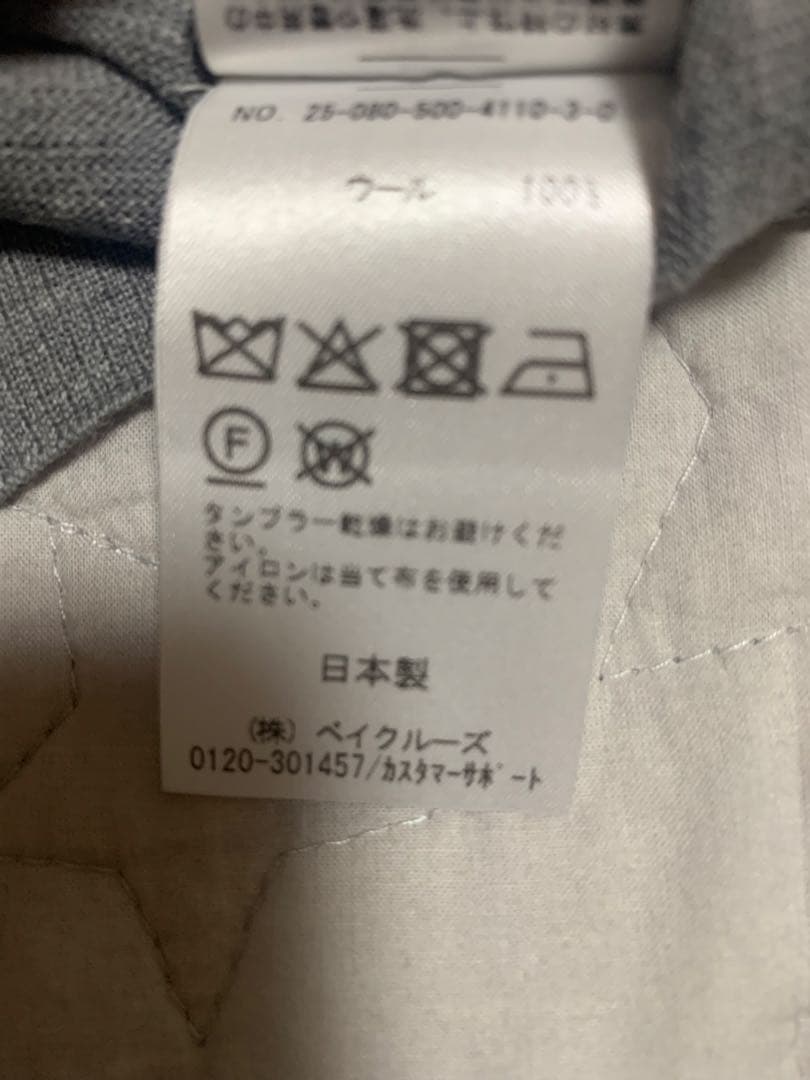 NO. 25-080-500-4110-3-0
ウール 100%
F
W
タンブラー乾燥はお避けくだ
さい。
アイロンは当て布を使用して
ください。
日本製
(株) ベイクルーズ
0120-301457/ｶｽﾀﾏｰｻﾎﾟｰﾄ